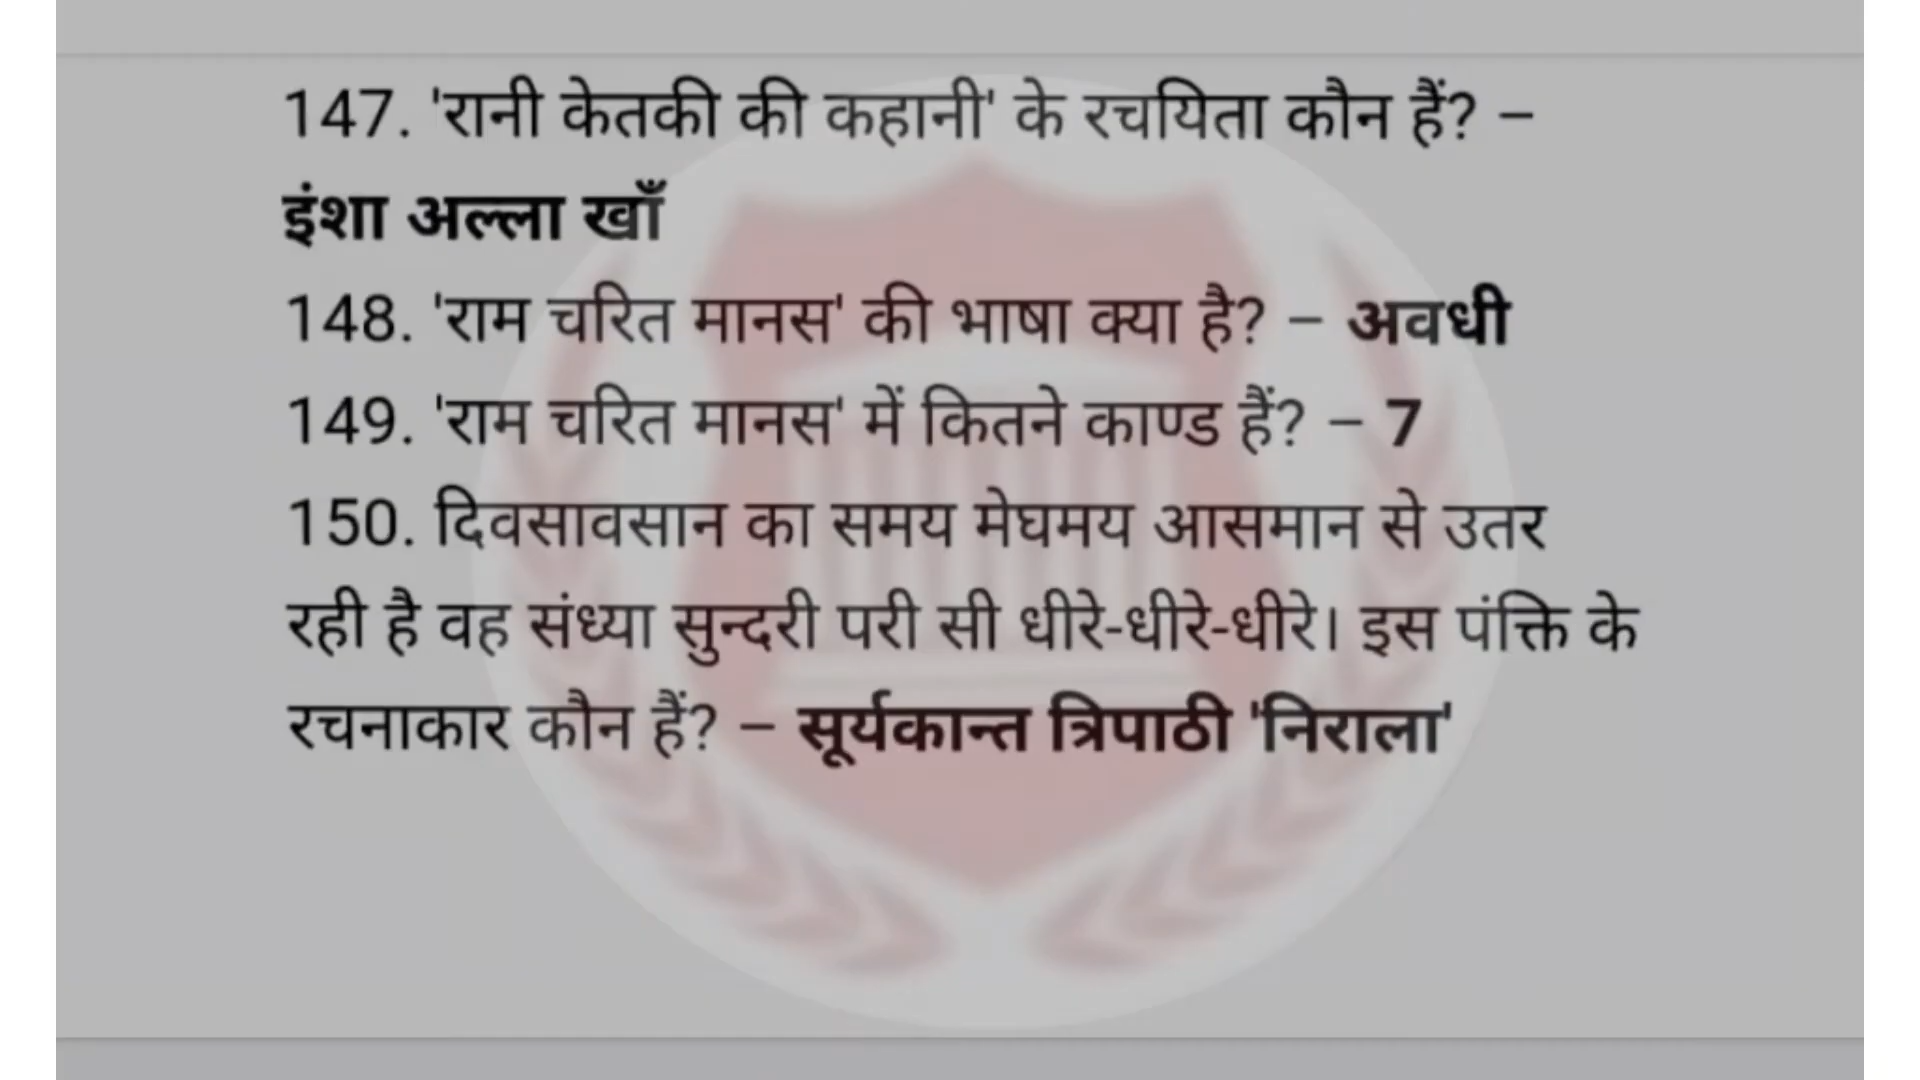 147. 'रानी केतकी की कहानी' के रचयिता कौन हैं? –
इंशा अल्ला खाँ
148. 'राम चरित मानस' की भाषा क्या है? – अवधी
149. 'राम चरित मानस' में कितने काण्ड हैं? – 7
150. दिवसावसान का समय मेघमय आसमान से उतर
रही है वह संध्या सुन्दरी परी सी धीरे-धीरे-धीरे। इस पंक्ति के
रचनाकार कौन हैं? – सूर्यकान्त त्रिपाठी 'निराला'